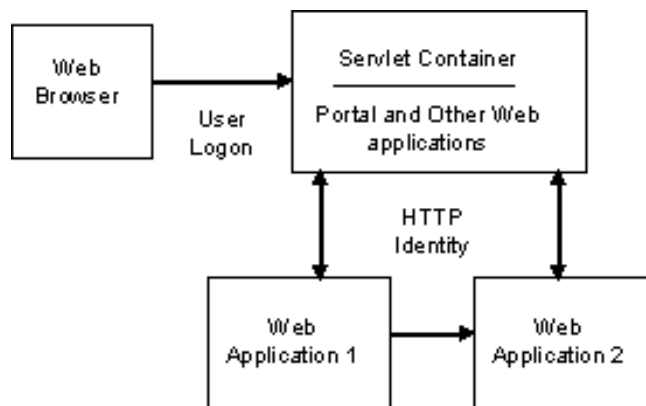 Web
Browser
User
Logon
Servlet Container
Portal and Other Web
applications
HTTP
Identity
Web
Application 1
Web
Application 2